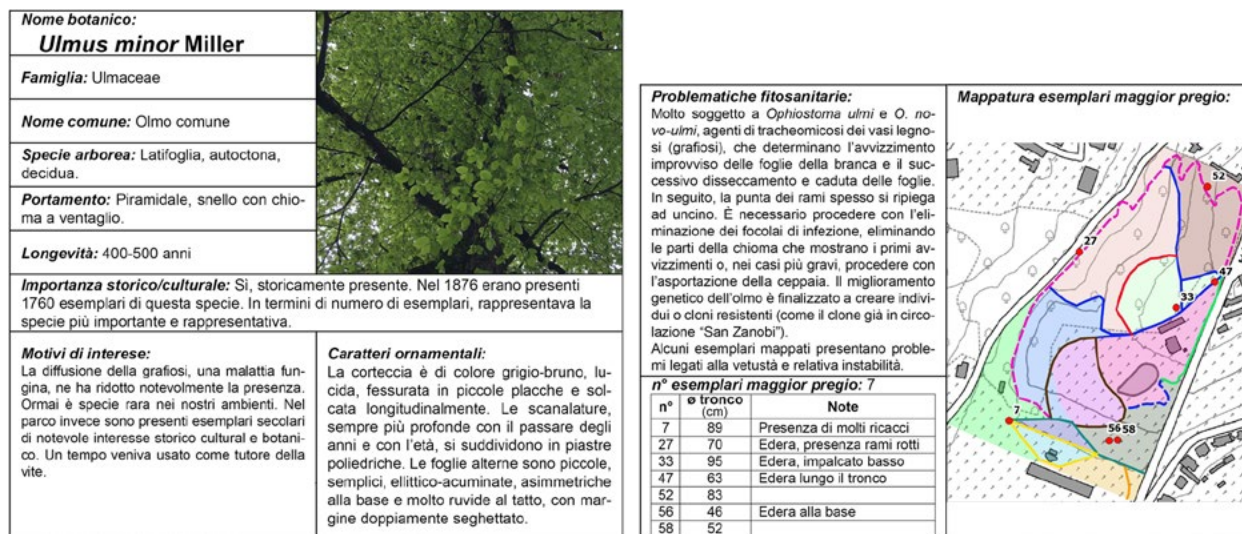 Nome botanico:
Ulmus minor Miller
Famiglia: Ulmaceae
Nome comune: Olmo comune
Specie arborea: Latifoglia, autoctona,
decidua.
Portamento: Piramidale, snello con chio-
ma a ventaglio.
Longevità: 400-500 anni
Importanza storico/culturale: Sì, storicamente presente. Nel 1876 erano presenti
1760 esemplari di questa specie. In termini di numero di esemplari, rappresentava la
specie più importante e rappresentativa.
Motivi di interese:
La diffusione della grafiosi, una malattia fun-
gina, ne ha ridotto notevolmente la presenza.
Ormai è specie rara nei nostri ambienti. Nel
parco invece sono presenti esemplari secolari
di notevole interesse storico cultural e botani-
co. Un tempo veniva usato come tutore della
vite.
Caratteri ornamentali:
La corteccia è di colore grigio-bruno, lu-
cida, fessurata in piccole placche e sol-
cata longitudinalmente. Le scanalature,
sempre più profonde con il passare degli
anni e con l'età, si suddividono in piastre
poliedriche. Le foglie alterne sono piccole,
semplici, ellittico-acuminate, asimmetriche
alla base e molto ruvide al tatto, con mar-
gine doppiamente seghettato.
Problematiche fitosanitarie:
Molto soggetto a Ophiostoma ulmi e O. no-
vo-ulmi, agenti di tracheomicosi dei vasi legno-
si (grafiosi), che determinano l'avvizzimento
improvviso delle foglie della branca e il suc-
cessivo disseccamento e caduta delle foglie.
In seguito, la punta dei rami spesso si ripiega
ad uncino. È necessario procedere con l'eli-
minazione dei focolai di infezione, eliminando
le parti della chioma che mostrano i primi av-
vizzimenti o, nei casi più gravi, procedere con
l'asportazione della ceppaia. Il miglioramento
genetico dell'olmo è finalizzato a creare indivi-
dui o cloni resistenti (come il clone già in circo-
lazione "San Zanobi").
Alcuni esemplari mappati presentano proble-
mi legati alla vetustà e relativa instabilità.
n° esemplari maggior pregio: 7
n° ø tronco (cm) Note
7 89 Presenza di molti ricacci
27 70 Edera, presenza rami rotti
33 95 Edera, impalcato basso
47 63 Edera lungo il tronco
52 83
56 46 Edera alla base
58 52
Mappatura esemplari maggior pregio:
52
27
47
33
7
56 58